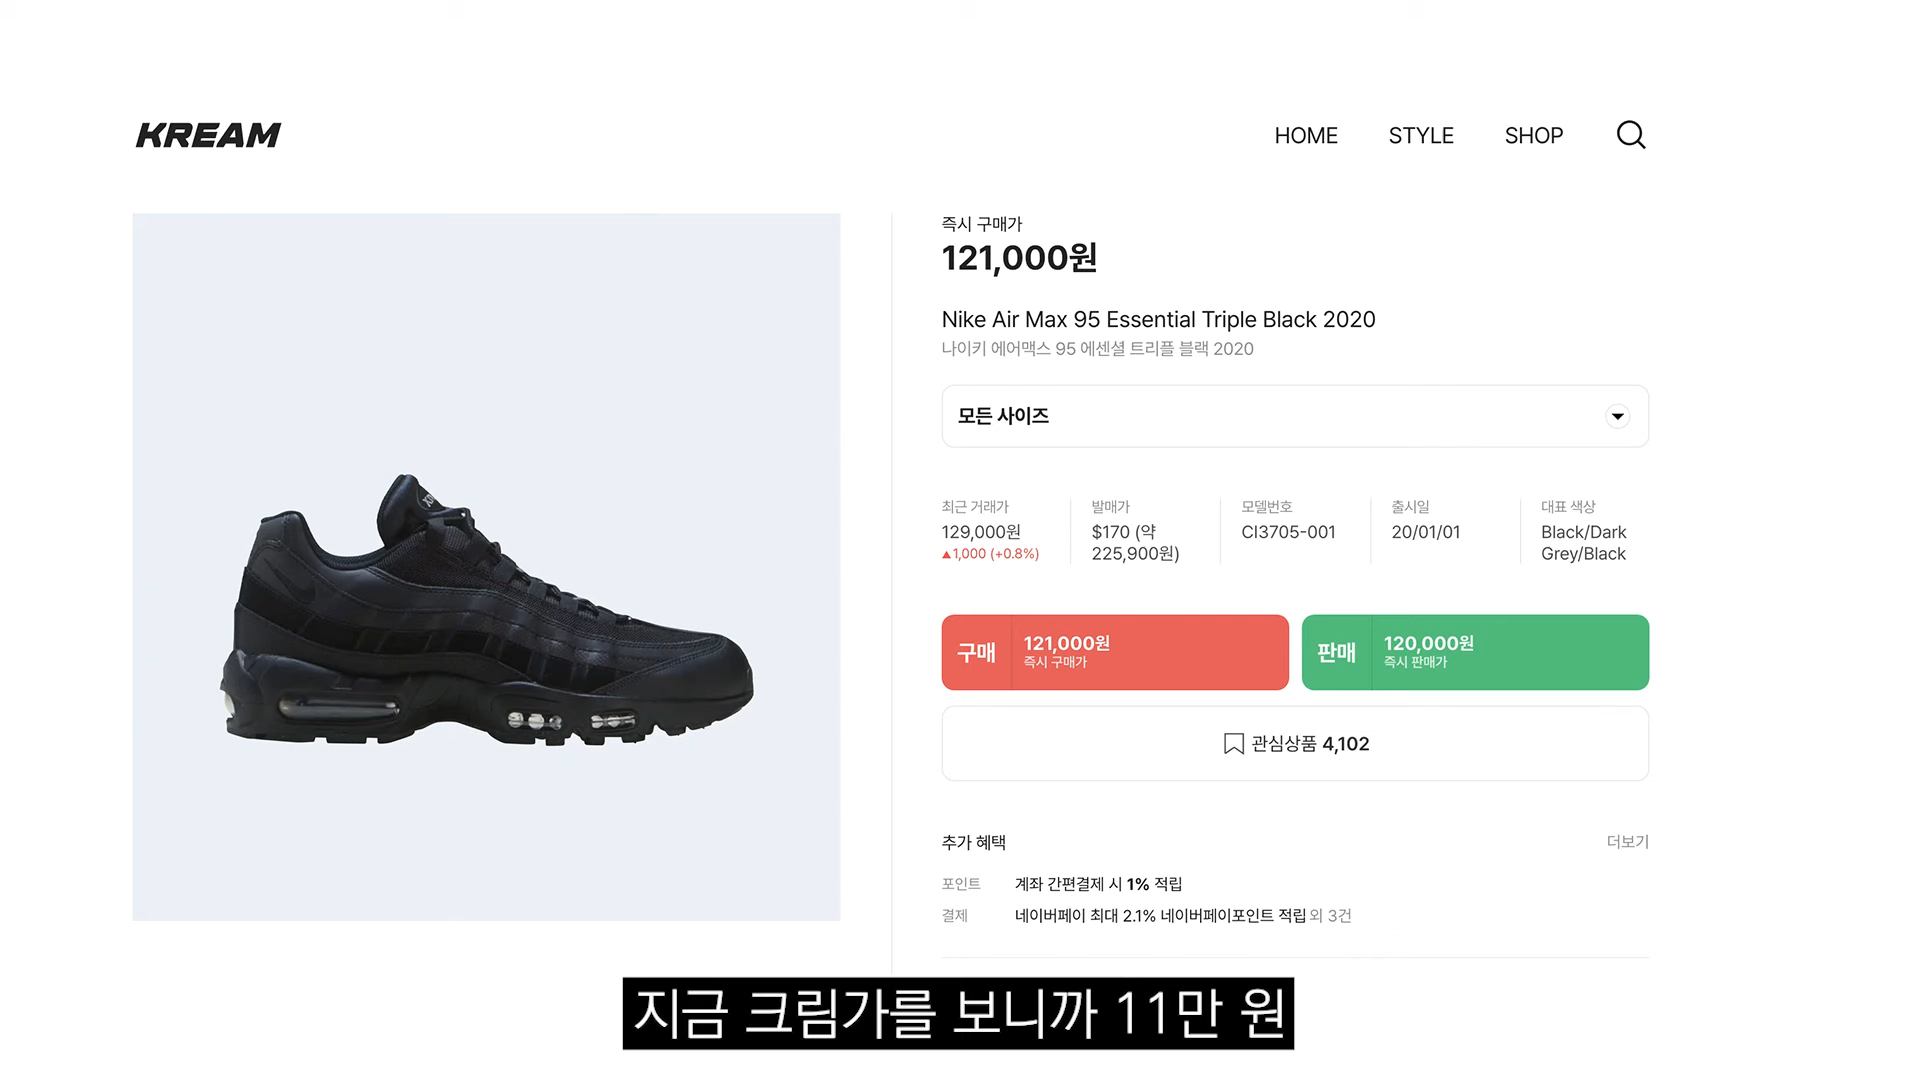 KREAM
HOME STYLE SHOP
즉시 구매가
121,000원
Nike Air Max 95 Essential Triple Black 2020
나이키 에어맥스 95 에센셜 트리플 블랙 2020
모든 사이즈
최근 거래가
129,000원
▲1,000 (+0.8%)
발매가
$170 (약
225,900원)
모델번호
CI3705-001
출시일
20/01/01
대표 색상
Black/Dark
Grey/Black
구매
121,000원
즉시 구매가
판매
120,000원
즉시 판매가
관심상품 4,102
추가 혜택 더보기
포인트 계좌 간편결제 시 1% 적립
결제 네이버페이 최대 2.1% 네이버페이포인트 적립 외 3건
지금 크림가를 보니까 11만 원